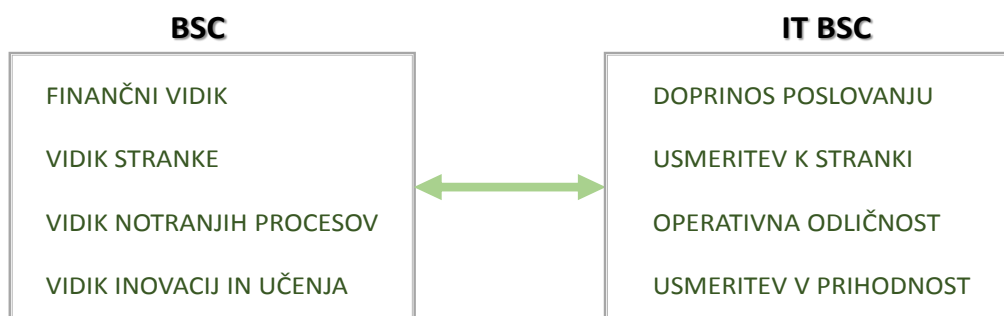 BSC
FINANČNI VIDIK
VIDIK STRANKE
VIDIK NOTRANJIH PROCESOV
VIDIK INOVACIJ IN UČENJA
IT BSC
DOPRINOS POSLOVANJU
USMERITEV K STRANKI
OPERATIVNA ODLIČNOST
USMERITEV V PRIHODNOST